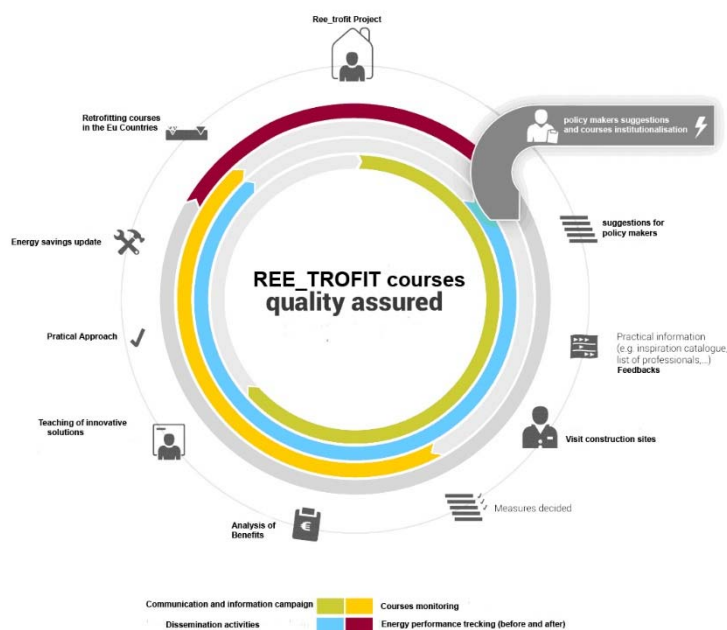 Ree_trofit Project
policy makers suggestions
and courses institutionalisation
Retrofitting courses
in the Eu Countries
suggestions for
policy makers
Energy savings update
REE_TROFIT courses
quality assured
Pratical Approach
Practical information
(e.g. inspiration catalogue,
list of professionals,...)
Feedbacks
Teaching of innovative
solutions
Visit construction sites
Measures decided
Analysis of
Benefits
Communication and information campaign
Courses monitoring
Dissemination activities
Energy performance trecking (before and after)